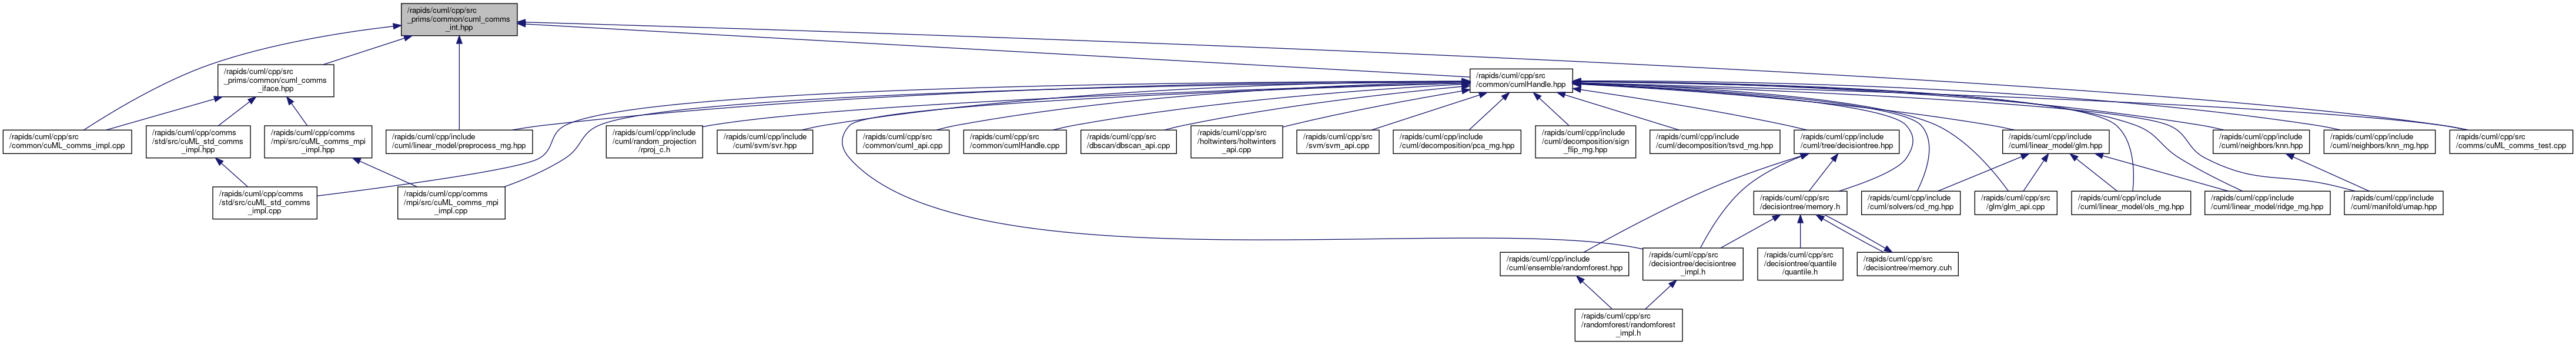 /rapids/cuml/cpp/src
_prims/common/cuml_comms
_int.hpp
/rapids/cuml/cpp/src
_prims/common/cuml_comms
_iface.hpp
/rapids/cuml/cpp/src
/common/cumlHandle.hpp
/rapids/cuml/cpp/src
/common/cuML_comms_impl.cpp
/rapids/cuml/cpp/comms
/std/src/cuML_std_comms
_impl.hpp
/rapids/cuml/cpp/comms
/mpi/src/cuML_comms_mpi
_impl.hpp
/rapids/cuml/cpp/include
/cuml/linear_model/preprocess_mg.hpp
/rapids/cuml/cpp/include
/cuml/random_projection
/rproj_c.h
/rapids/cuml/cpp/include
/cuml/svm/svr.hpp
/rapids/cuml/cpp/src
/common/cuml_api.cpp
/rapids/cuml/cpp/src
/common/cumlHandle.cpp
/rapids/cuml/cpp/src
/dbscan/dbscan_api.cpp
/rapids/cuml/cpp/src
/holtwinters/holtwinters
_api.cpp
/rapids/cuml/cpp/src
/svm/svm_api.cpp
/rapids/cuml/cpp/include
/cuml/decomposition/pca_mg.hpp
/rapids/cuml/cpp/include
/cuml/decomposition/sign
_flip_mg.hpp
/rapids/cuml/cpp/include
/cuml/decomposition/tsvd_mg.hpp
/rapids/cuml/cpp/include
/cuml/tree/decisiontree.hpp
/rapids/cuml/cpp/include
/cuml/linear_model/glm.hpp
/rapids/cuml/cpp/include
/cuml/neighbors/knn.hpp
/rapids/cuml/cpp/include
/cuml/neighbors/knn_mg.hpp
/rapids/cuml/cpp/src
/comms/cuML_comms_test.cpp
/rapids/cuml/cpp/comms
/std/src/cuML_std_comms
_impl.cpp
/rapids/cuml/cpp/comms
/mpi/src/cuML_comms_mpi
_impl.cpp
/rapids/cuml/cpp/src
/decisiontree/memory.h
/rapids/cuml/cpp/include
/cuml/solvers/cd_mg.hpp
/rapids/cuml/cpp/src
/glm/glm_api.cpp
/rapids/cuml/cpp/include
/cuml/linear_model/ols_mg.hpp
/rapids/cuml/cpp/include
/cuml/linear_model/ridge_mg.hpp
/rapids/cuml/cpp/include
/cuml/manifold/umap.hpp
/rapids/cuml/cpp/include
/cuml/ensemble/randomforest.hpp
/rapids/cuml/cpp/src
/decisiontree/decisiontree
_impl.h
/rapids/cuml/cpp/src
/decisiontree/quantile
/quantile.h
/rapids/cuml/cpp/src
/decisiontree/memory.cuh
/rapids/cuml/cpp/src
/randomforest/randomforest
_impl.h